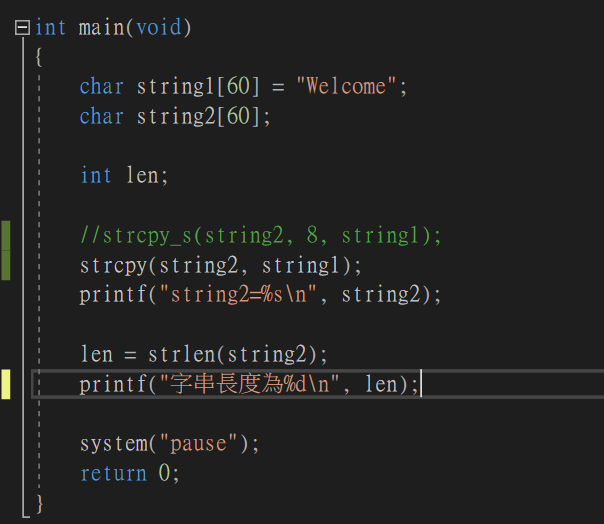 int main(void)
{
char string1[60] = "Welcome";
char string2[60];
int len;
//strcpy_s(string2, 8, string1);
strcpy(string2, string1);
printf("string2=%s\n", string2);
len = strlen(string2);
printf("字串長度為%d\n", len);
system("pause");
return 0;
}